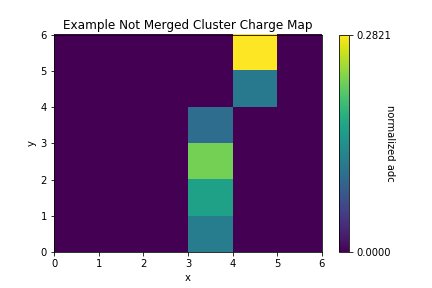 Example Not Merged Cluster Charge Map
6
5
4
3
2
1
0
y
0 1 2 3 4 5 6
x
0.2821
0.0000
normalized adc